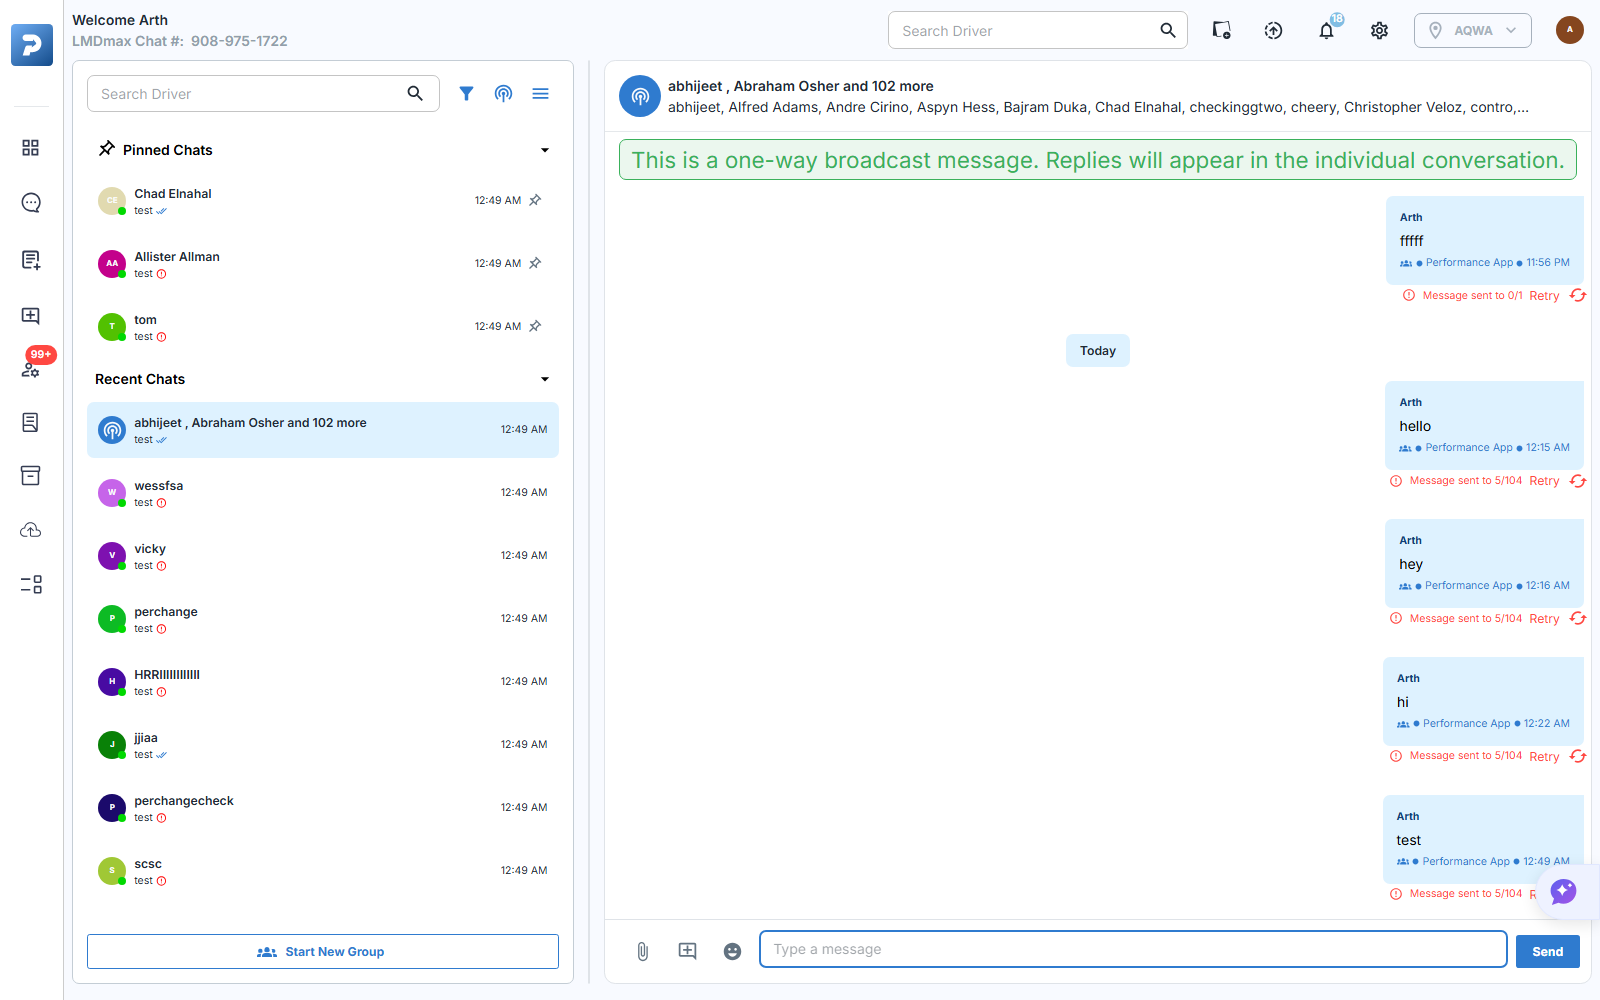 Welcome Arth
LMDmax Chat #: 908-975-1722
Search Driver
18
AQWA
A
99+
Search Driver
Pinned Chats
CE
Chad Elnahal
test
12:49 AM
AA
Allister Allman
test
12:49 AM
T
tom
test
12:49 AM
Recent Chats
abhijeet , Abraham Osher and 102 more
test
12:49 AM
W
wessfsa
test
12:49 AM
V
vicky
test
12:49 AM
P
perchange
test
12:49 AM
H
test
12:49 AM
J
jjiaa
test
12:49 AM
P
perchangecheck
test
12:49 AM
S
scsc
test
12:49 AM
Start New Group
abhijeet , Abraham Osher and 102 more
abhijeet, Alfred Adams, Andre Cirino, Aspyn Hess, Bajram Duka, Chad Elnahal, checkinggtwo, cheery, Christopher Veloz, contro,...
This is a one-way broadcast message. Replies will appear in the individual conversation.
Arth
fffff
Performance App ● 11:56 PM
Message sent to 0/1 Retry
Today
Arth
hello
Performance App ● 12:15 AM
Message sent to 5/104 Retry
Arth
hey
Performance App ● 12:16 AM
Message sent to 5/104 Retry
Arth
hi
Performance App ● 12:22 AM
Message sent to 5/104 Retry
Arth
test
Performance App ● 12:49 AM
Message sent to 5/104
Type a message
Send